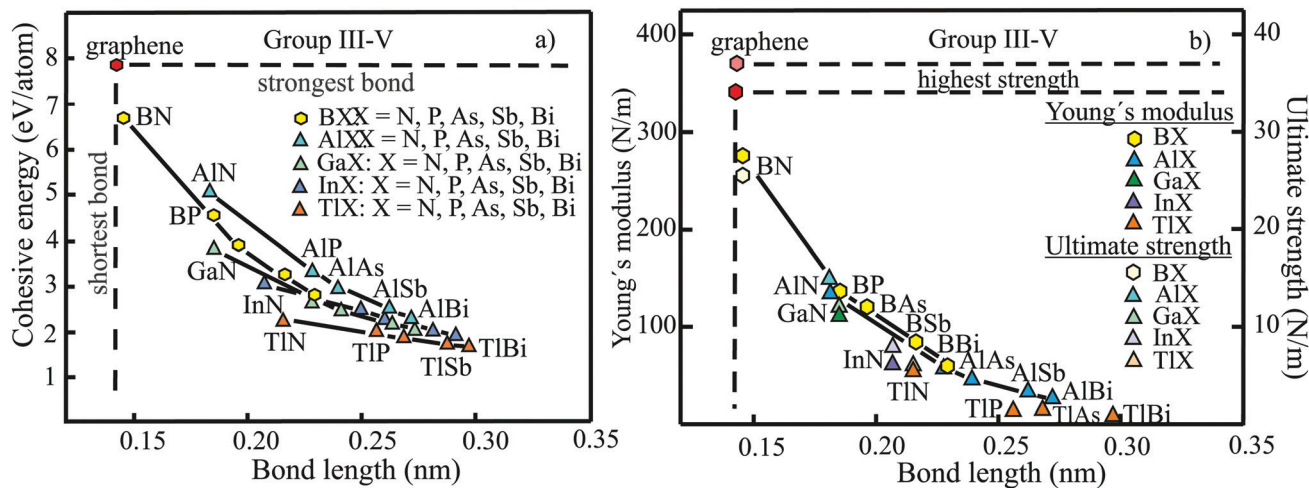 Group III-V
a)
graphene
strongest bond
shortest bond
BN
AlN
BP
AlP
AlAs
AlSb
AlBi
GaN
InN
TlN
TlP
TlSb
TlBi
BXX = N, P, As, Sb, Bi
AlXX = N, P, As, Sb, Bi
GaX: X = N, P, As, Sb, Bi
InX: X = N, P, As, Sb, Bi
TlX: X = N, P, As, Sb, Bi
Cohesive energy (eV/atom)
8
7
6
5
4
3
2
1
0.15
0.20
0.25
0.30
0.35
Bond length (nm)
Group III-V
b)
graphene
highest strength
BN
AlN
BP
GaN
BAs
BSb
InN
BBi
AlAs
TlN
AlSb
AlBi
TlP
TlAs
TlBi
Young´s modulus
BX
AlX
GaX
InX
TlX
Ultimate strength
BX
AlX
GaX
InX
TlX
Young´s modulus (N/m)
400
300
200
100
Ultimate strength (N/m)
40
30
20
10
0.15
0.20
0.25
0.30
0.35
Bond length (nm)